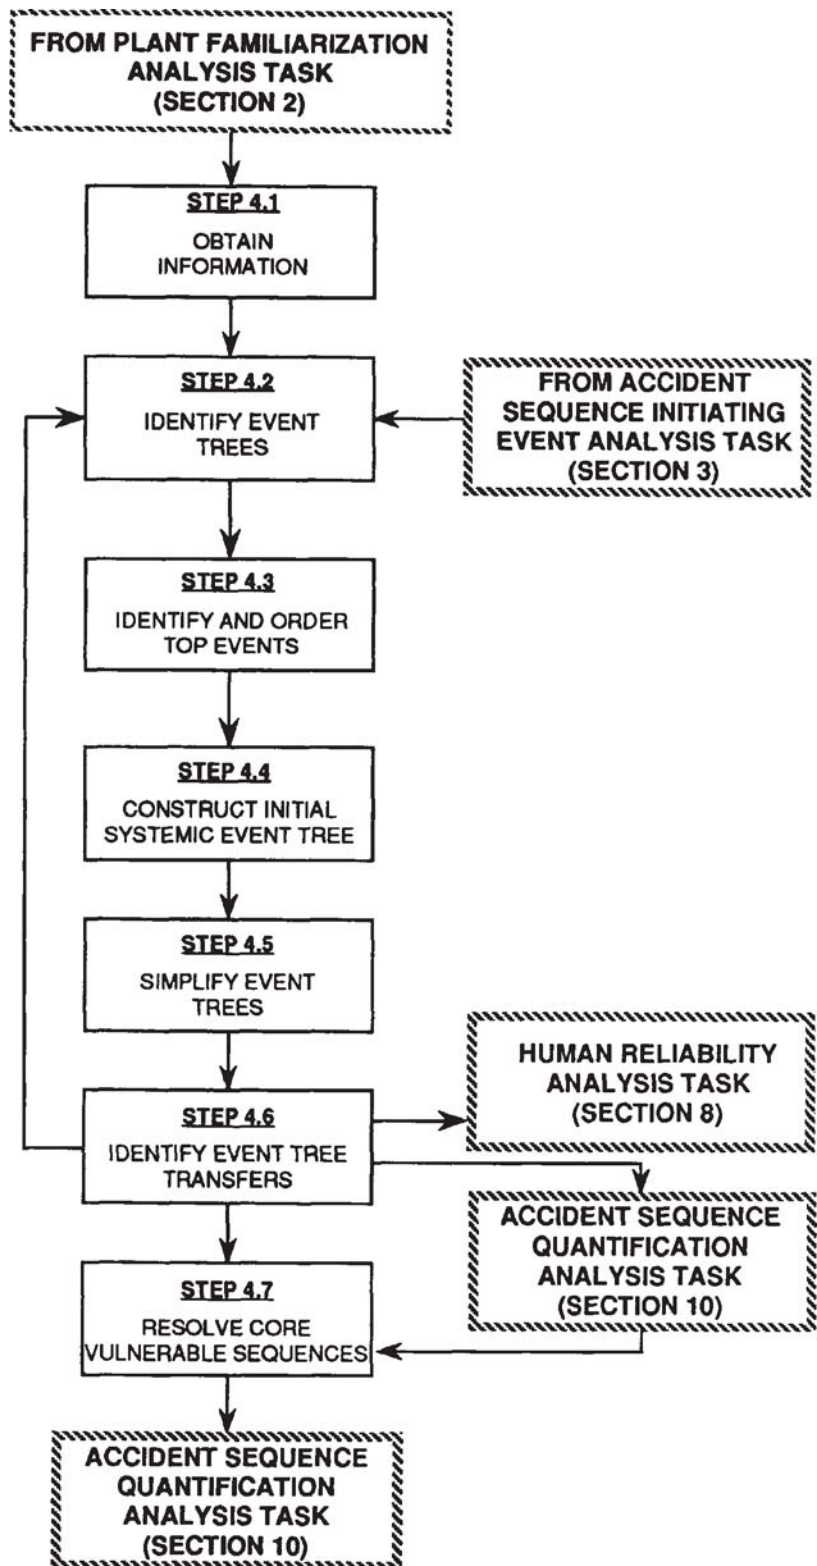 FROM PLANT FAMILIARIZATION
ANALYSIS TASK
(SECTION 2)
STEP 4.1
OBTAIN
INFORMATION
STEP 4.2
IDENTIFY EVENT
TREES
FROM ACCIDENT
SEQUENCE INITIATING
EVENT ANALYSIS TASK
(SECTION 3)
STEP 4.3
IDENTIFY AND ORDER
TOP EVENTS
STEP 4.4
CONSTRUCT INITIAL
SYSTEMIC EVENT TREE
STEP 4.5
SIMPLIFY EVENT
TREES
HUMAN RELIABILITY
ANALYSIS TASK
(SECTION 8)
STEP 4.6
IDENTIFY EVENT TREE
TRANSFERS
ACCIDENT SEQUENCE
QUANTIFICATION
ANALYSIS TASK
(SECTION 10)
STEP 4.7
RESOLVE CORE
VULNERABLE SEQUENCES
ACCIDENT SEQUENCE
QUANTIFICATION
ANALYSIS TASK
(SECTION 10)